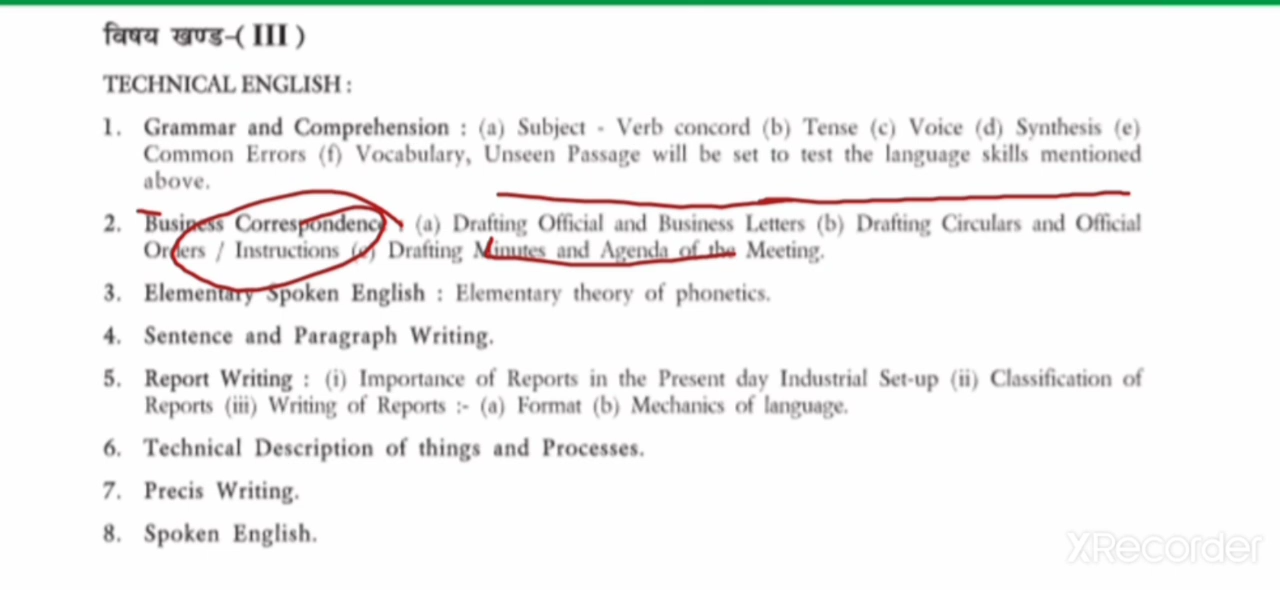 विषय खण्ड-( III )
TECHNICAL ENGLISH :
1. Grammar and Comprehension : (a) Subject - Verb concord (b) Tense (c) Voice (d) Synthesis (e)
Common Errors (f) Vocabulary, Unseen Passage will be set to test the language skills mentioned
above.
2. Business Correspondence : (a) Drafting Official and Business Letters (b) Drafting Circulars and Official
Orders / Instructions (c) Drafting Minutes and Agenda of the Meeting.
3. Elementary Spoken English : Elementary theory of phonetics.
4. Sentence and Paragraph Writing.
5. Report Writing : (i) Importance of Reports in the Present day Industrial Set-up (ii) Classification of
Reports (iii) Writing of Reports :- (a) Format (b) Mechanics of language.
6. Technical Description of things and Processes.
7. Precis Writing.
8. Spoken English.
XRecorder